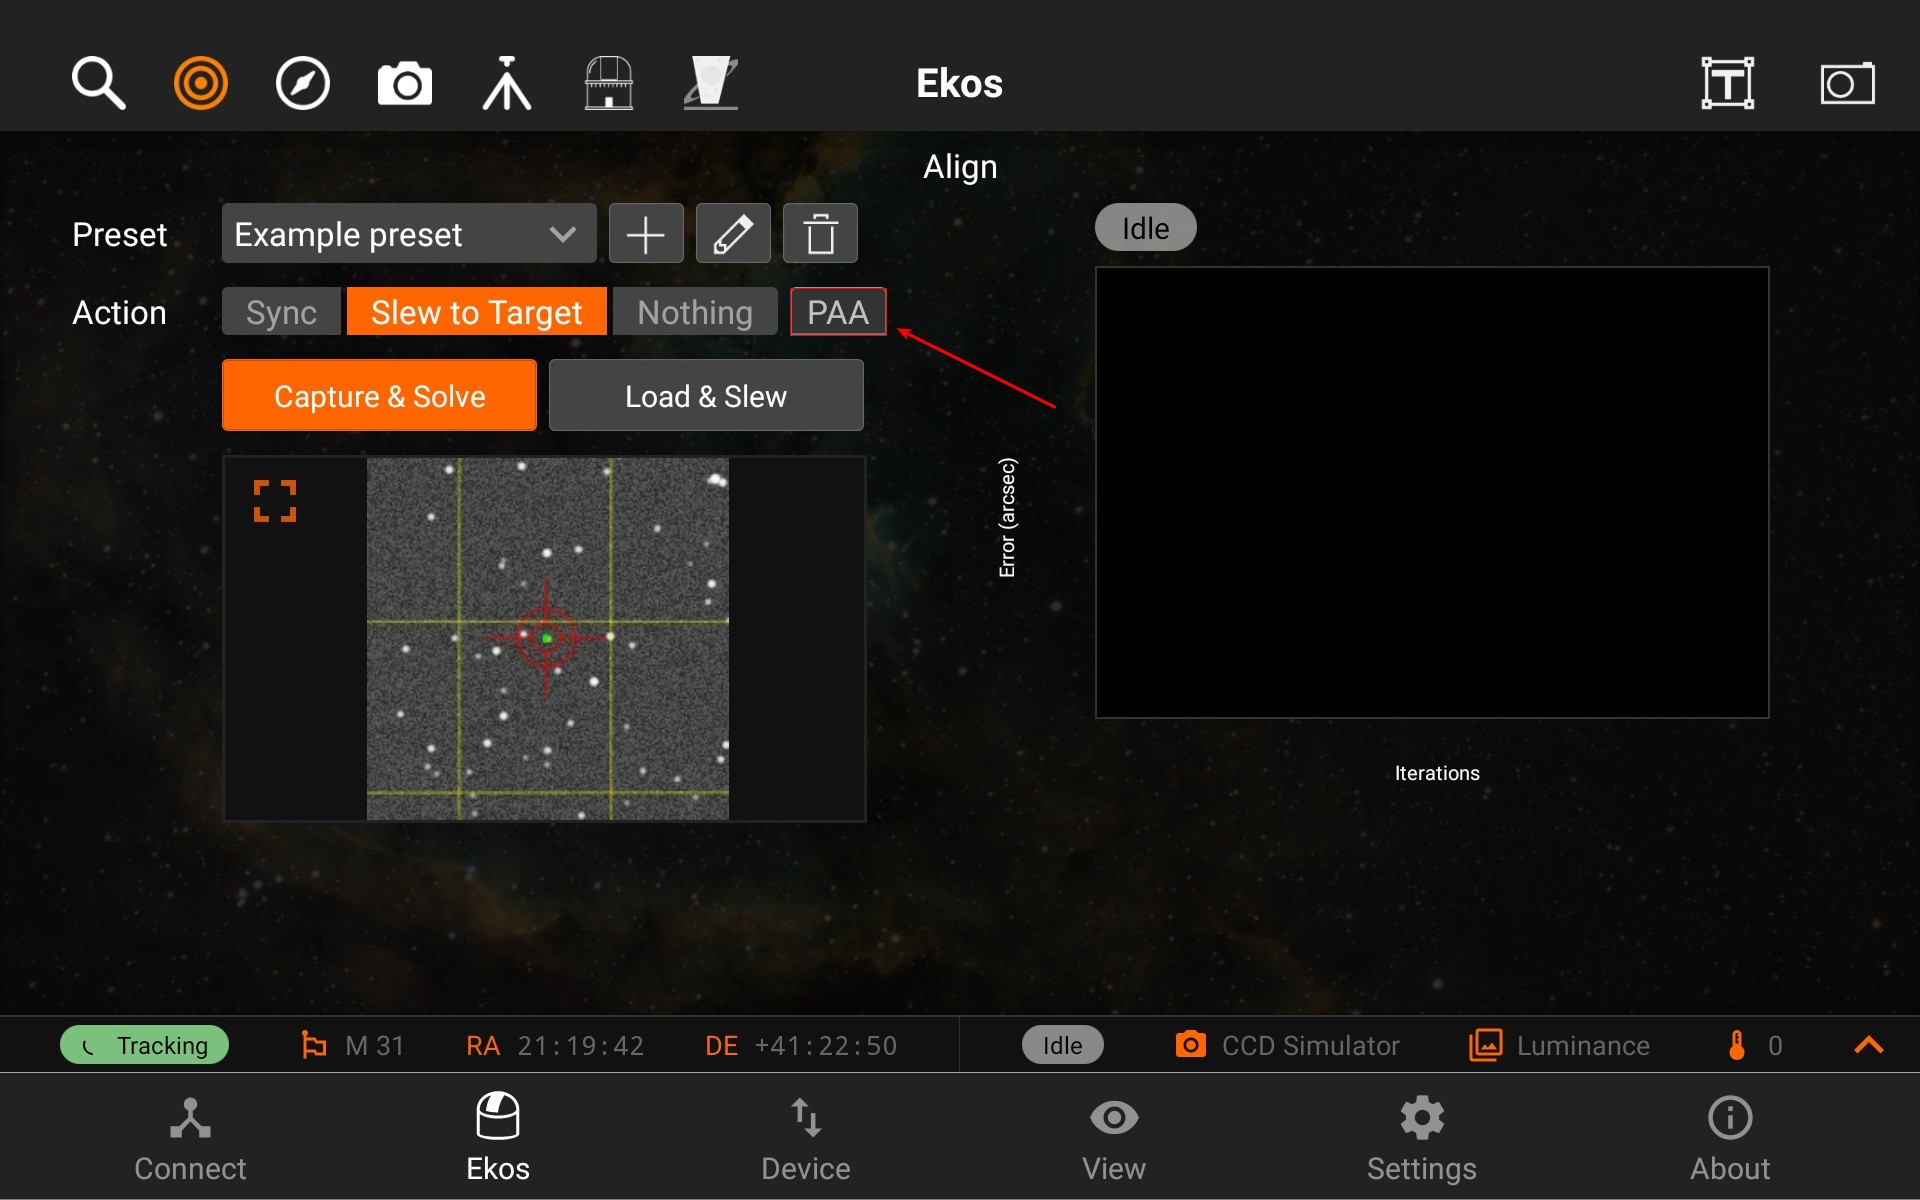 Ekos
T
Align
Preset
Example preset
Idle
Action
Sync
Slew to Target
Nothing
PAA
Capture & Solve
Load & Slew
Error (arcsec)
Iterations
Tracking
M 31
RA 21:19:42
DE +41:22:50
Idle
CCD Simulator
Luminance
0
Connect
Ekos
Device
View
Settings
About